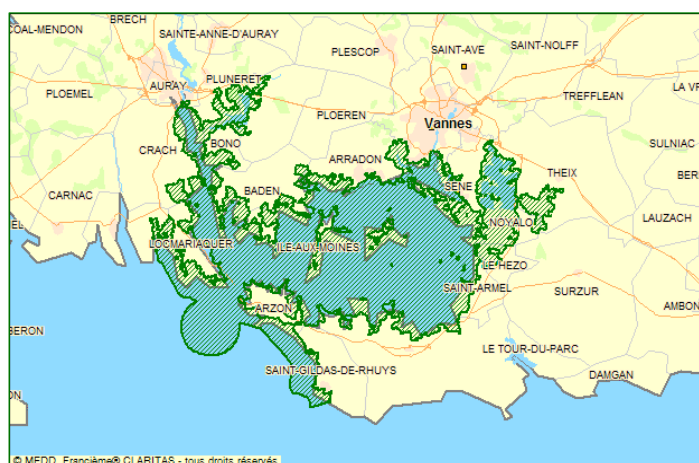 BRECH
COAL-MENDON
SAINTE-ANNE-D'AURAY
PLESCOP
SAINT-AVE
SAINT-NOLFF
PLUNERET
AURAY
PLOEMEL
TREFFLEAN
LA VR
PLOEREN
Vannes
CRACH
BONO
SULNIAC
ARRADON
THEIX
BER
CARNAC
BADEN
SENE
NOYALO
LAUZACH
LOCMARIAQUER
ILE-AUX-MOINES
LE HEZO
SAINT-ARMEL
SURZUR
ARZON
AMBON
BERON
LE TOUR-DU-PARC
SAINT-GILDAS-DE-RHUYS
DAMGAN
ON
© MEDD, Francième® CLARITAS - tous droits réservés